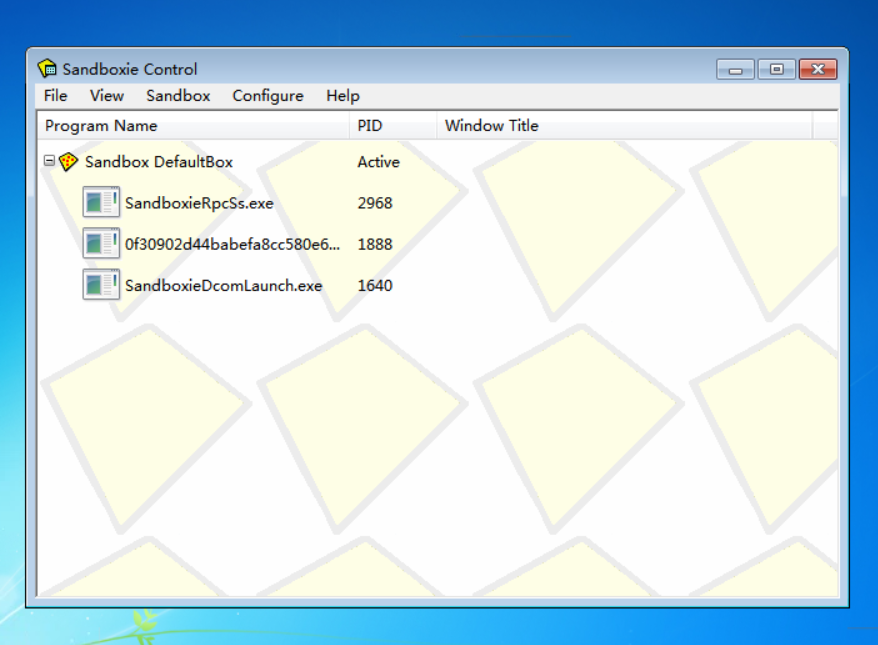 Sandboxie Control
File View Sandbox Configure Help
Program Name PID Window Title
Sandbox DefaultBox Active
SandboxieRpcSs.exe 2968
0f30902d44babefa8cc580e6... 1888
SandboxieDcomLaunch.exe 1640